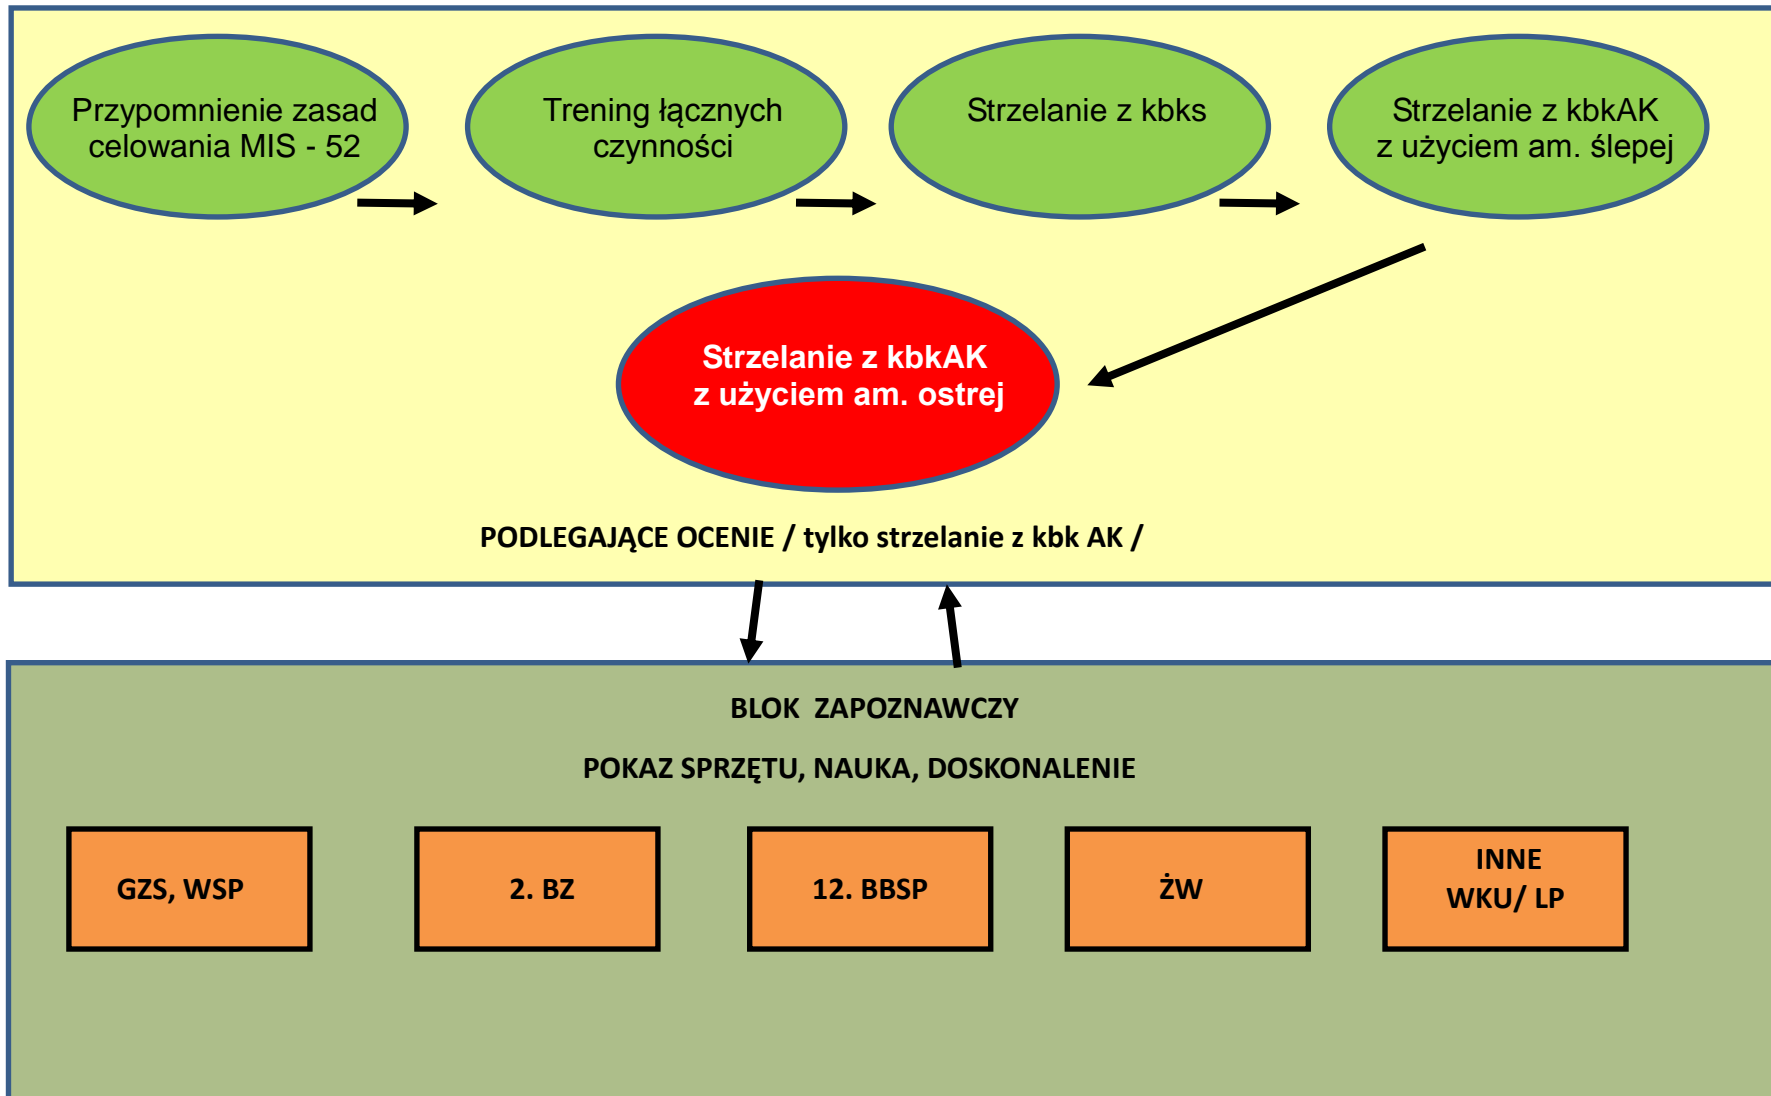 Przypomnienie zasad
celowania MIS - 52
Trening łącznych
czynności
Strzelanie z kbks
Strzelanie z kbkAK
z użyciem am. ślepej
Strzelanie z kbkAK
z użyciem am. ostrej
PODLEGAJĄCE OCENIE / tylko strzelanie z kbk AK /
BLOK ZAPOZNAWCZY
POKAZ SPRZĘTU, NAUKA, DOSKONALENIE
GZS, WSP
2. BZ
12. BBSP
ŻW
INNE
WKU/ LP